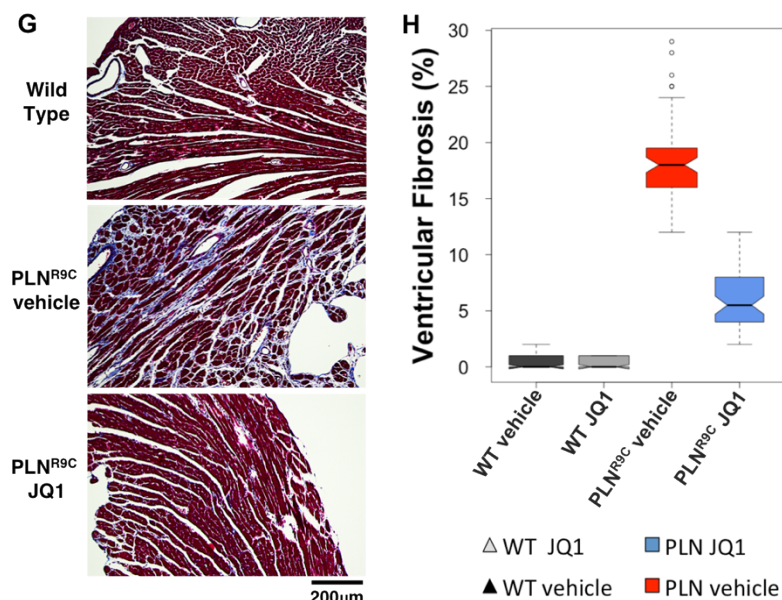 G
Wild
Type
PLNR9C
vehicle
PLNR9C
JQ1
200um
H
Ventricular Fibrosis (%)
30
25
20
15
10
5
0
WT vehicle
WT JQ1
PLNR9C vehicle
PLNR9C JQ1
WT JQ1
PLN JQ1
WT vehicle
PLN vehicle